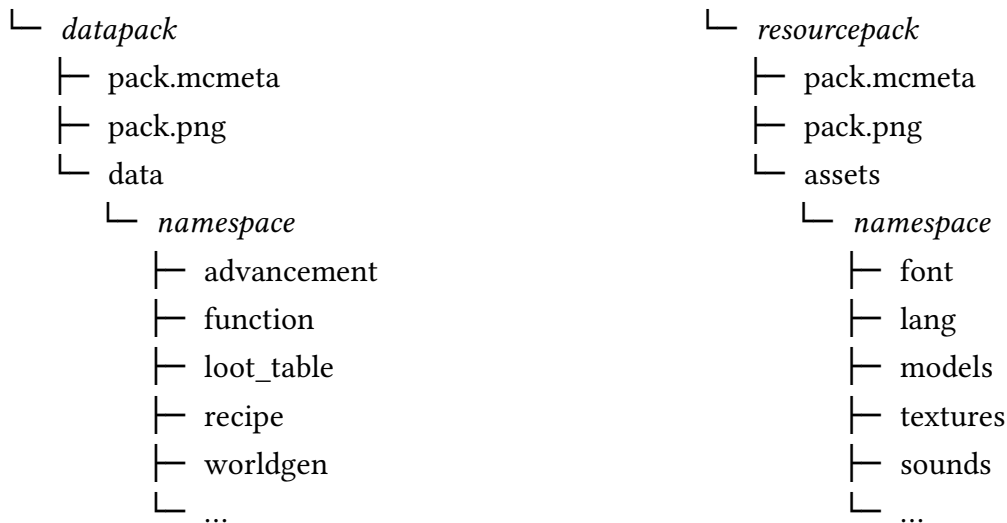 datapack
pack.mcmeta
pack.png
data
namespace
advancement
function
loot_table
recipe
worldgen
...
resourcepack
pack.mcmeta
pack.png
assets
namespace
font
lang
models
textures
sounds
...